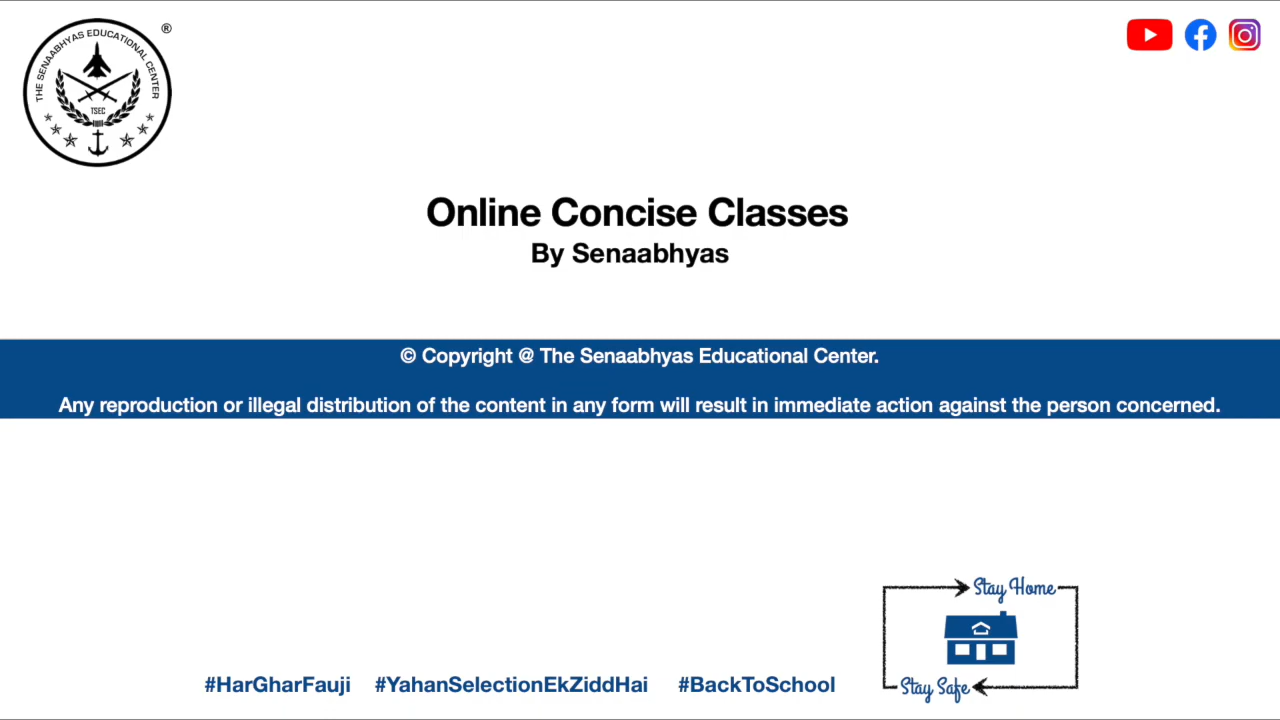 THE SENAABHYAS EDUCATIONAL CENTER
®
TSEC
Online Concise Classes
By Senaabhyas
© Copyright @ The Senaabhyas Educational Center.
Any reproduction or illegal distribution of the content in any form will result in immediate action against the person concerned.
Stay Home
Stay Safe
#HarGharFauji #YahanSelectionEkZiddHai #BackToSchool